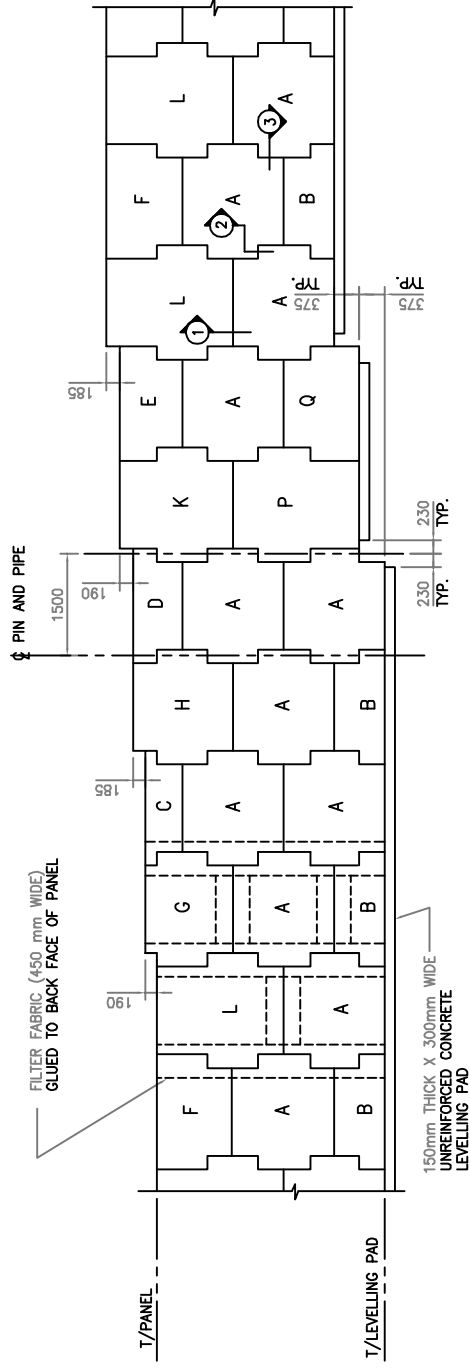 FILTER FABRIC (450 mm WIDE)
GLUED TO BACK FACE OF PANEL
℄ PIN AND PIPE
1500
190
185
190
185
T/PANEL
F
A
B
L
A
G
A
B
C
A
A
H
A
B
D
A
A
K
P
E
A
Q
L
A
F
A
B
L
A
1
2
3
375
TYP.
375
TYP.
230
TYP.
230
TYP.
T/LEVELLING PAD
150mm THICK X 300mm WIDE
UNREINFORCED CONCRETE
LEVELLING PAD